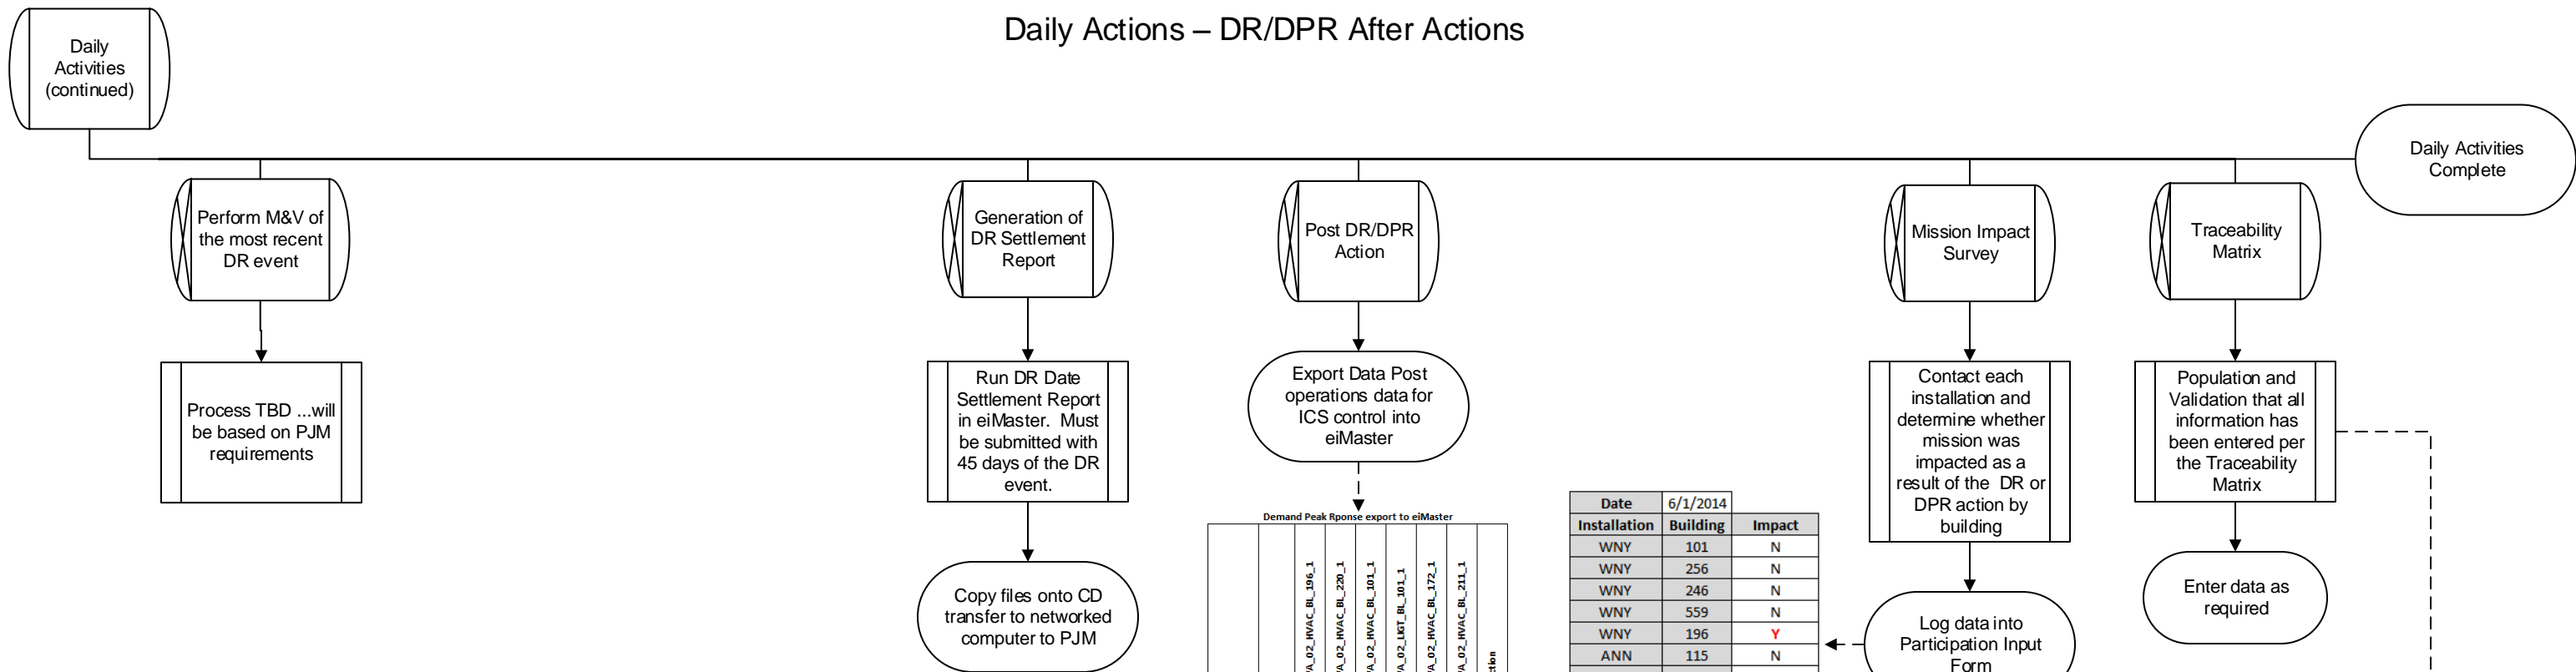 Daily Actions – DR/DPR After Actions
Daily
Activities
(continued)
Daily Activities
Complete
Perform M&V of
the most recent
DR event
Generation of
DR Settlement
Report
Post DR/DPR
Action
Mission Impact
Survey
Traceability
Matrix
Process TBD ...will
be based on PJM
requirements
Run DR Date
Settlement Report
in eiMaster.  Must
be submitted with
45 days of the DR
event.
Export Data Post
operations data for
ICS control into
eiMaster
Contact each
installation and
determine whether
mission was
impacted as a
result of the  DR or
DPR action by
building
Population and
Validation that all
information has
been entered per
the Traceability
Matrix
Copy files onto CD
transfer to networked
computer to PJM
Demand Peak Rponse export to eiMaster
A_02_HVAC_BL_196_1
A_02_HVAC_BL_220_1
A_02_HVAC_BL_101_1
A_02_LIGT_BL_101_1
A_02_HVAC_BL_172_1
A_02_HVAC_BL_211_1
ction
Date 6/1/2014
Installation Building Impact
WNY 101 N
WNY 256 N
WNY 246 N
WNY 559 N
WNY 196 Y
ANN 115 N
Log data into
Participation Input
Form
Enter data as
required